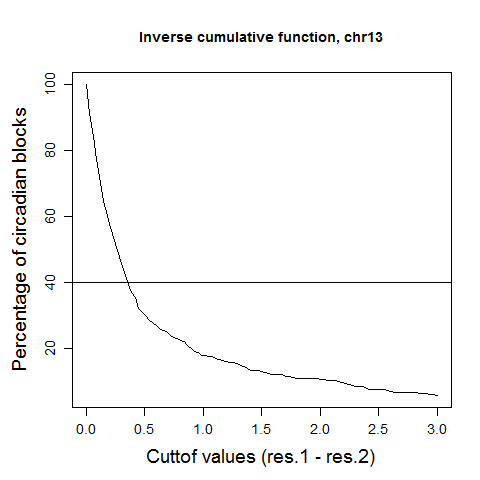 Inverse cumulative function, chr13
Percentage of circadian blocks
100
80
60
40
20
0.0 0.5 1.0 1.5 2.0 2.5 3.0
Cuttof values (res.1 - res.2)